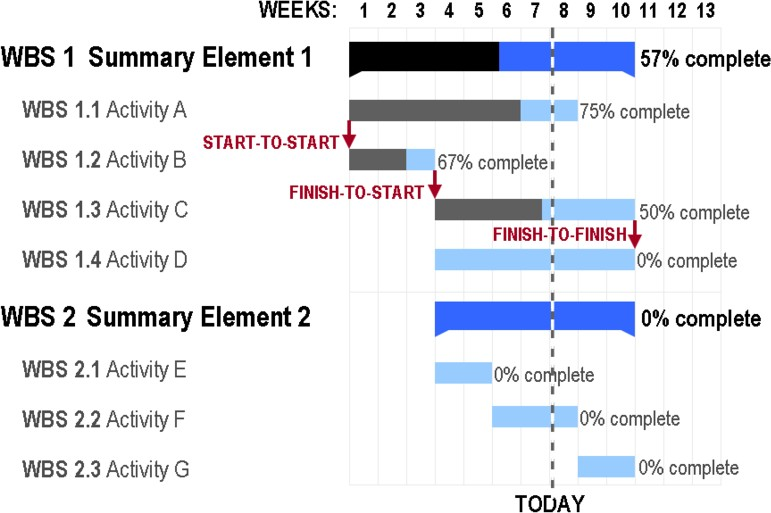 WEEKS: 1 2 3 4 5 6 7 8 9 10 11 12 13
WBS 1 Summary Element 1 57% complete
WBS 1.1 Activity A 75% complete
START-TO-START
WBS 1.2 Activity B 67% complete
FINISH-TO-START
WBS 1.3 Activity C 50% complete
FINISH-TO-FINISH
WBS 1.4 Activity D 0% complete
WBS 2 Summary Element 2 0% complete
WBS 2.1 Activity E 0% complete
WBS 2.2 Activity F 0% complete
WBS 2.3 Activity G 0% complete
TODAY